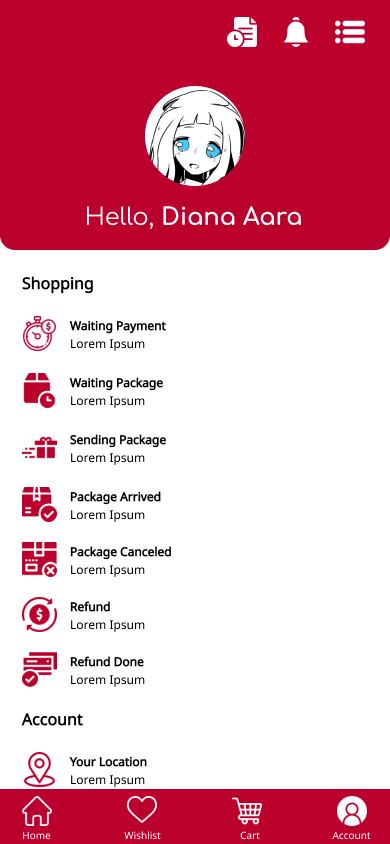 Hello, Diana Aara
Shopping
Waiting Payment
Lorem Ipsum
Waiting Package
Lorem Ipsum
Sending Package
Lorem Ipsum
Package Arrived
Lorem Ipsum
Package Canceled
Lorem Ipsum
Refund
Lorem Ipsum
Refund Done
Lorem Ipsum
Account
Your Location
Lorem Ipsum
Home Wishlist Cart Account